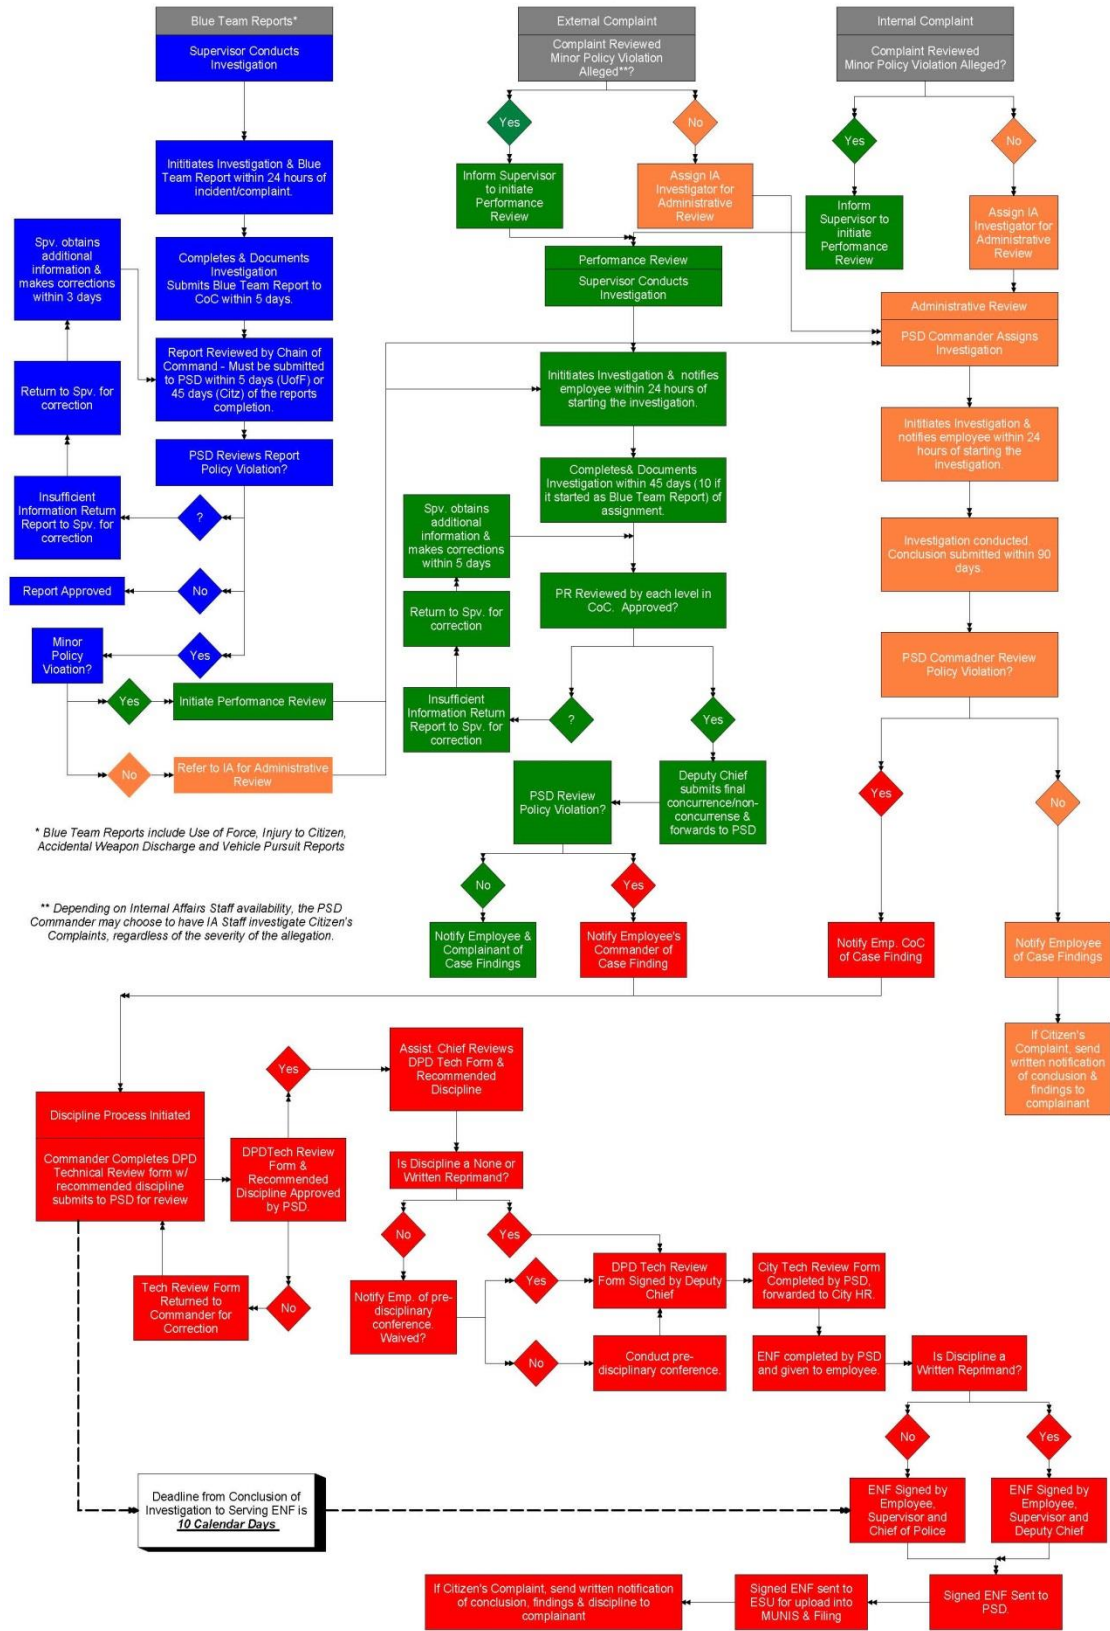 Blue Team Reports*
Supervisor Conducts
Investigation
Inititiates Investigation & Blue
Team Report within 24 hours of
incident/complaint.
Completes & Documents
Investigation
Submits Blue Team Report to
CoC within 5 days.
Spv. obtains
additional
information &
makes corrections
within 3 days
Report Reviewed by Chain of
Command - Must be submitted
to PSD within 5 days (UofF) or
45 days (Citz) of the reports
completion.
Return to Spv. for
correction
PSD Reviews Report
Policy Violation?
Insufficient
Information Return
Report to Spv. for
correction
?
Report Approved
No
Minor
Policy
Vioation?
Yes
Yes
Initiate Performance Review
No
Refer to IA for Administrative
Review
* Blue Team Reports include Use of Force, Injury to Citizen,
Accidental Weapon Discharge and Vehicle Pursuit Reports
** Depending on Internal Affairs Staff availability, the PSD
Commander may choose to have IA Staff investigate Citizen's
Complaints, regardless of the severity of the allegation.
External Complaint
Complaint Reviewed
Minor Policy Violation
Alleged**?
Yes
No
Inform Supervisor
to initiate
Performance
Review
Assign IA
Investigator for
Administrative
Review
Performance Review
Supervisor Conducts
Investigation
Inititiates Investigation & notifies
employee within 24 hours of
starting the investigation.
Completes& Documents
Investigation within 45 days (10 if
it started as Blue Team Report) of
assignment.
Spv. obtains
additional
information &
makes corrections
within 5 days
PR Reviewed by each level in
CoC. Approved?
Return to Spv. for
correction
Insufficient
Information Return
Report to Spv. for
correction
?
Yes
Deputy Chief
submits final
concurrence/non-
concurrense &
forwards to PSD
PSD Review
Policy Violation?
No
Yes
Notify Employee &
Complainant of
Case Findings
Notify Employee's
Commander of
Case Finding
Internal Complaint
Complaint Reviewed
Minor Policy Violation Alleged?
Yes
No
Inform
Supervisor to
initiate
Performance
Review
Assign IA
Investigator for
Administrative
Review
Administrative Review
PSD Commander Assigns
Investigation
Inititiates Investigation &
notifies employee within 24
hours of starting the
investigation.
Investigation conducted.
Conclusion submitted within 90
days.
PSD Commadner Review
Policy Violation?
Yes
No
Notify Emp. CoC
of Case Finding
Notify Employee
of Case Findings
If Citizen's
Complaint, send
written notification
of conclusion &
findings to
complainant
Discipline Process Initiated
Commander Completes DPD
Technical Review form w/
recommended discipline
submits to PSD for review
Yes
DPDTech Review
Form &
Recommended
Discipline Approved
by PSD.
No
Tech Review Form
Returned to
Commander for
Correction
Assist. Chief Reviews
DPD Tech Form &
Recommended
Discipline
Is Discipline a None or
Written Reprimand?
No
Yes
Notify Emp. of pre-
disciplinary
conference.
Waived?
Yes
No
DPD Tech Review
Form Signed by Deputy
Chief
Conduct pre-
disciplinary conference.
City Tech Review Form
Completed by PSD,
forwarded to City HR.
ENF completed by PSD
and given to employee.
Is Discipline a
Written Reprimand?
No
Yes
Deadline from Conclusion of
Investigation to Serving ENF is
10 Calendar Days
ENF Signed by
Employee,
Supervisor and
Chief of Police
ENF Signed by
Employee,
Supervisor and
Deputy Chief
Signed ENF Sent to
PSD.
Signed ENF sent to
ESU for upload into
MUNIS & Filing
If Citizen's Complaint, send written notification
of conclusion, findings & discipline to
complainant